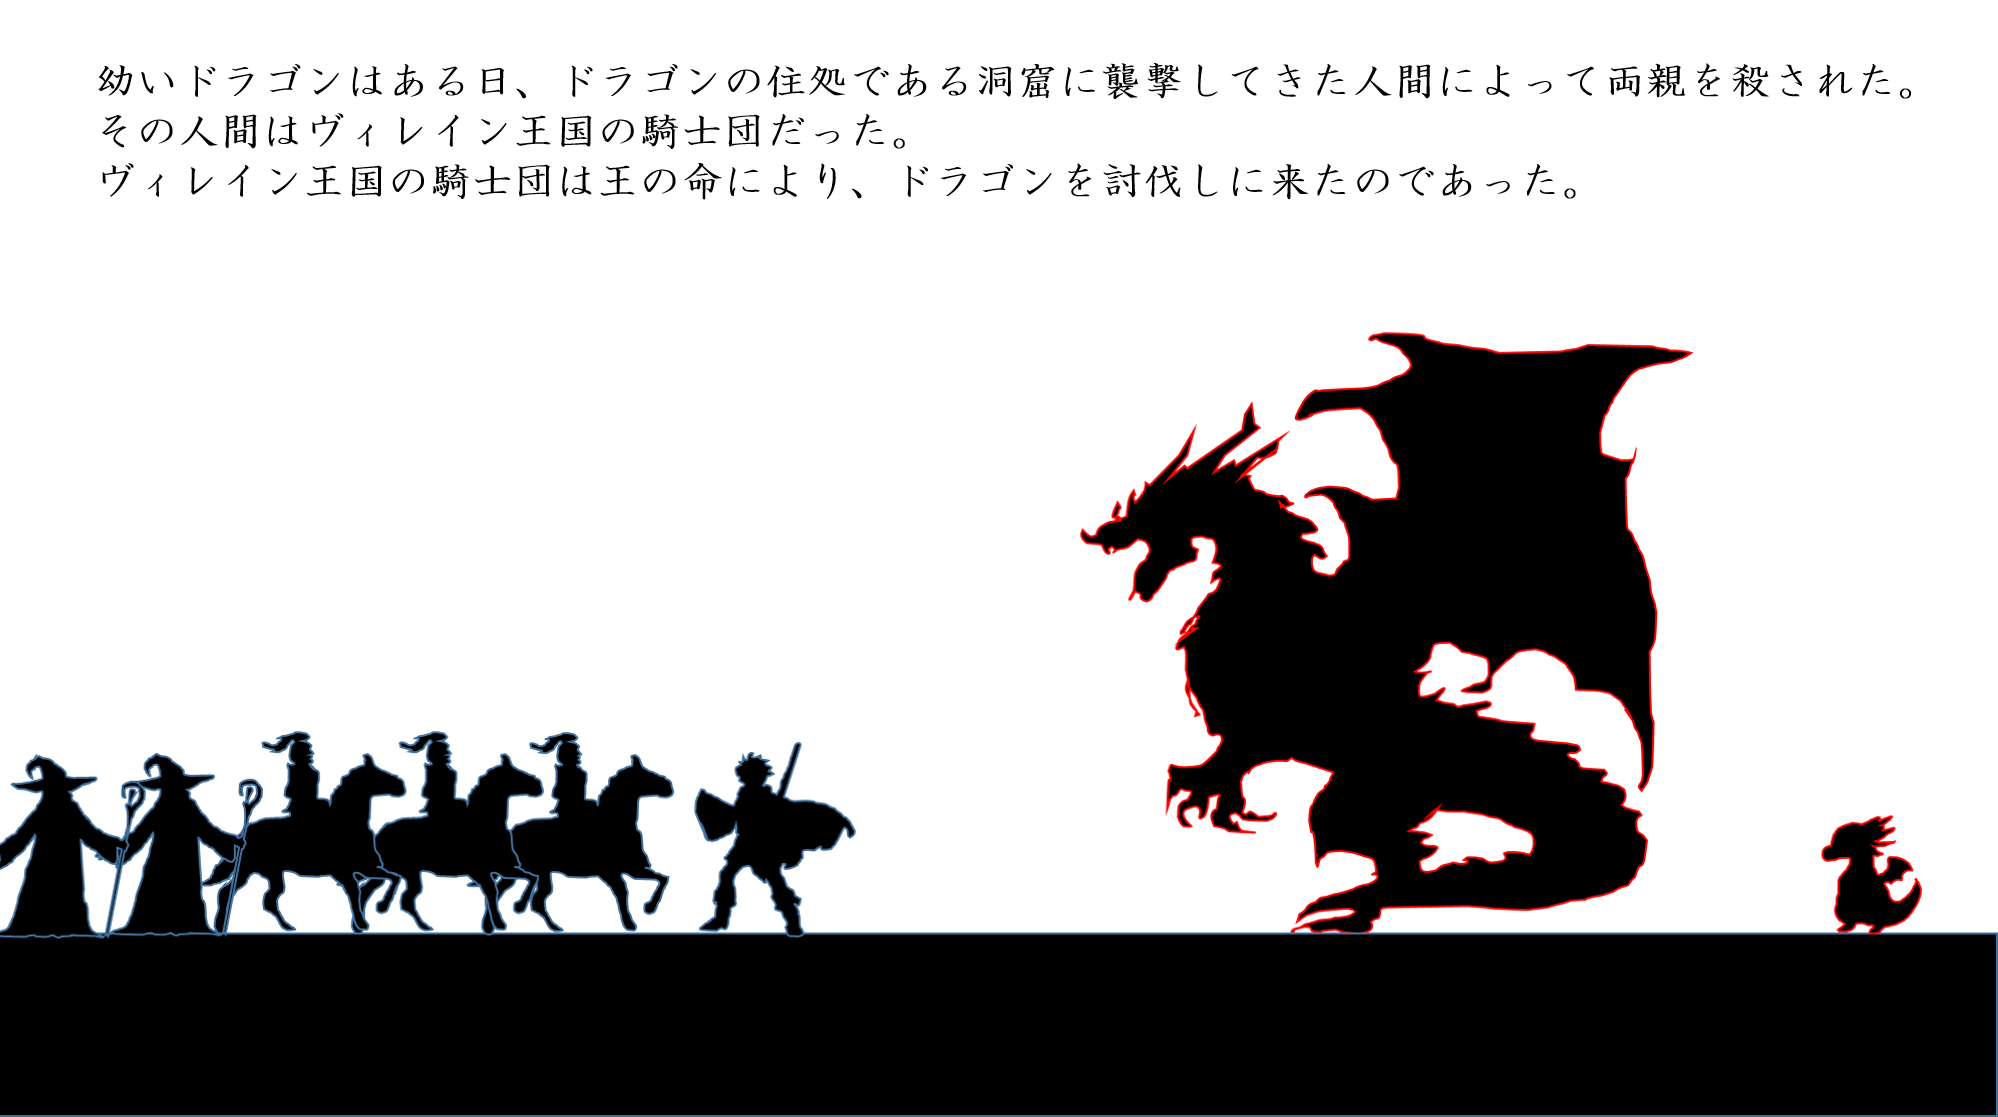 幼いドラゴンはある日、ドラゴンの住処である洞窟に襲撃してきた人間によって両親を殺された。
その人間はヴィレイン王国の騎士団だった。
ヴィレイン王国の騎士団は王の命により、ドラゴンを討伐しに来たのであった。